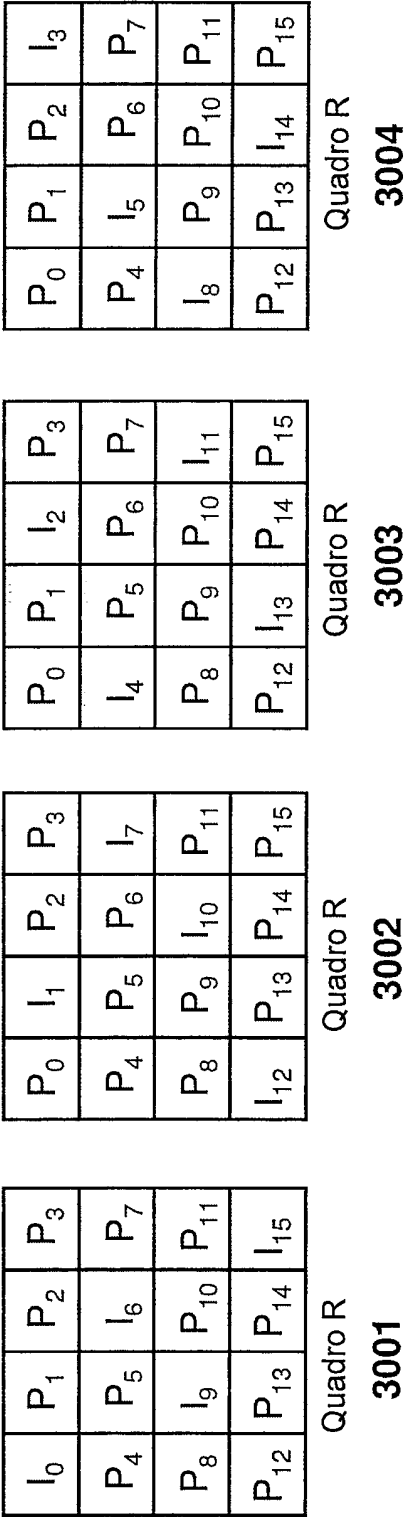 I₀ P₁ P₂ P₃
P₄ P₅ I₆ P₇
P₈ I₉ P₁₀ P₁₁
P₁₂ P₁₃ P₁₄ I₁₅
Quadro R
3001
P₀ I₁ P₂ P₃
P₄ P₅ P₆ I₇
P₈ P₉ I₁₀ P₁₁
I₁₂ P₁₃ P₁₄ P₁₅
Quadro R
3002
P₀ P₁ I₂ P₃
I₄ P₅ P₆ P₇
P₈ P₉ P₁₀ I₁₁
P₁₂ I₁₃ P₁₄ P₁₅
Quadro R
3003
P₀ P₁ P₂ I₃
P₄ I₅ P₆ P₇
I₈ P₉ P₁₀ P₁₁
P₁₂ P₁₃ I₁₄ P₁₅
Quadro R
3004